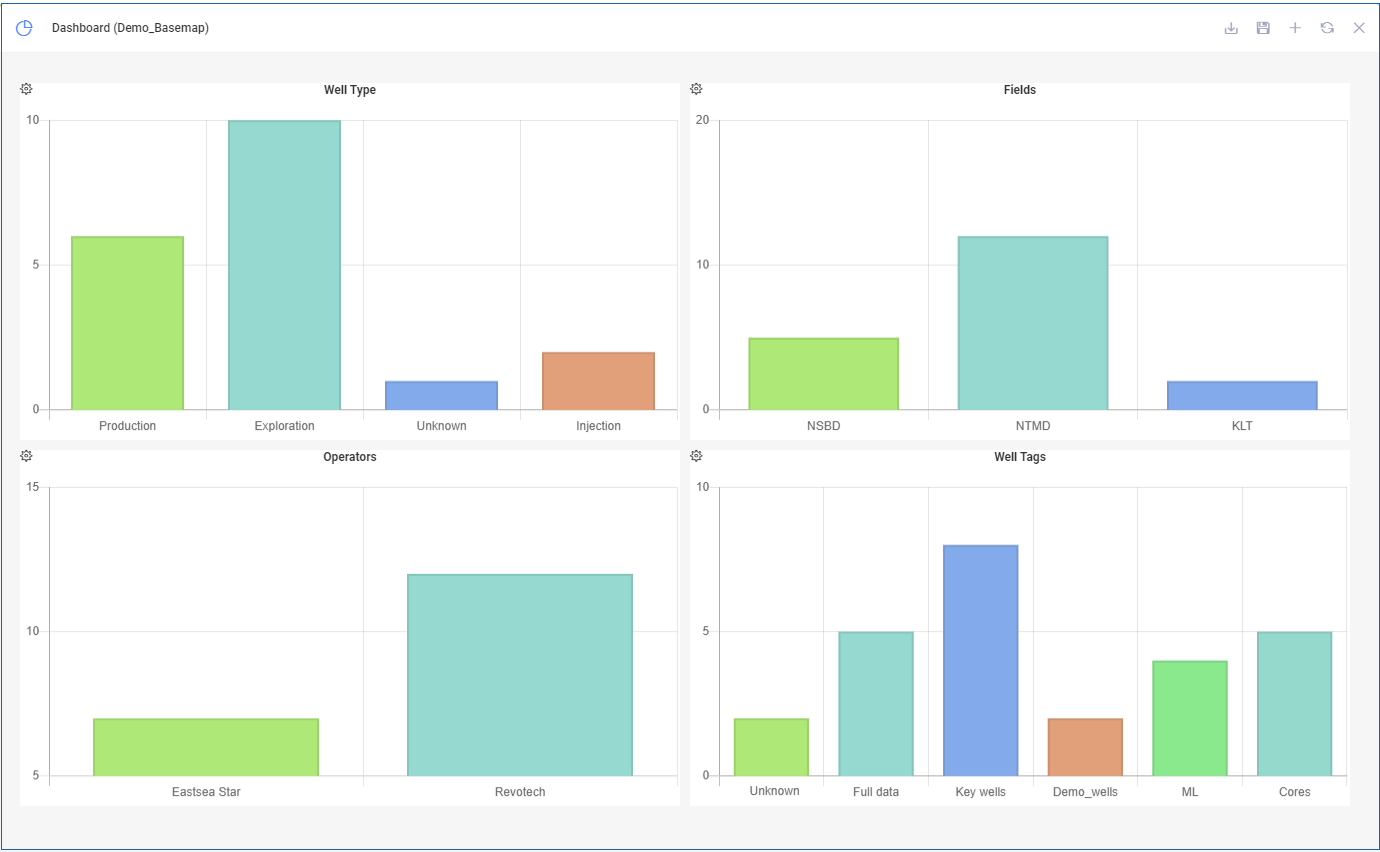 Dashboard (Demo_Basemap)
Well Type
10
5
0
Production Exploration Unknown Injection
Fields
20
10
0
NSBD NTMD KLT
Operators
15
10
5
Eastsea Star Revotech
Well Tags
10
5
0
Unknown Full data Key wells Demo_wells ML Cores